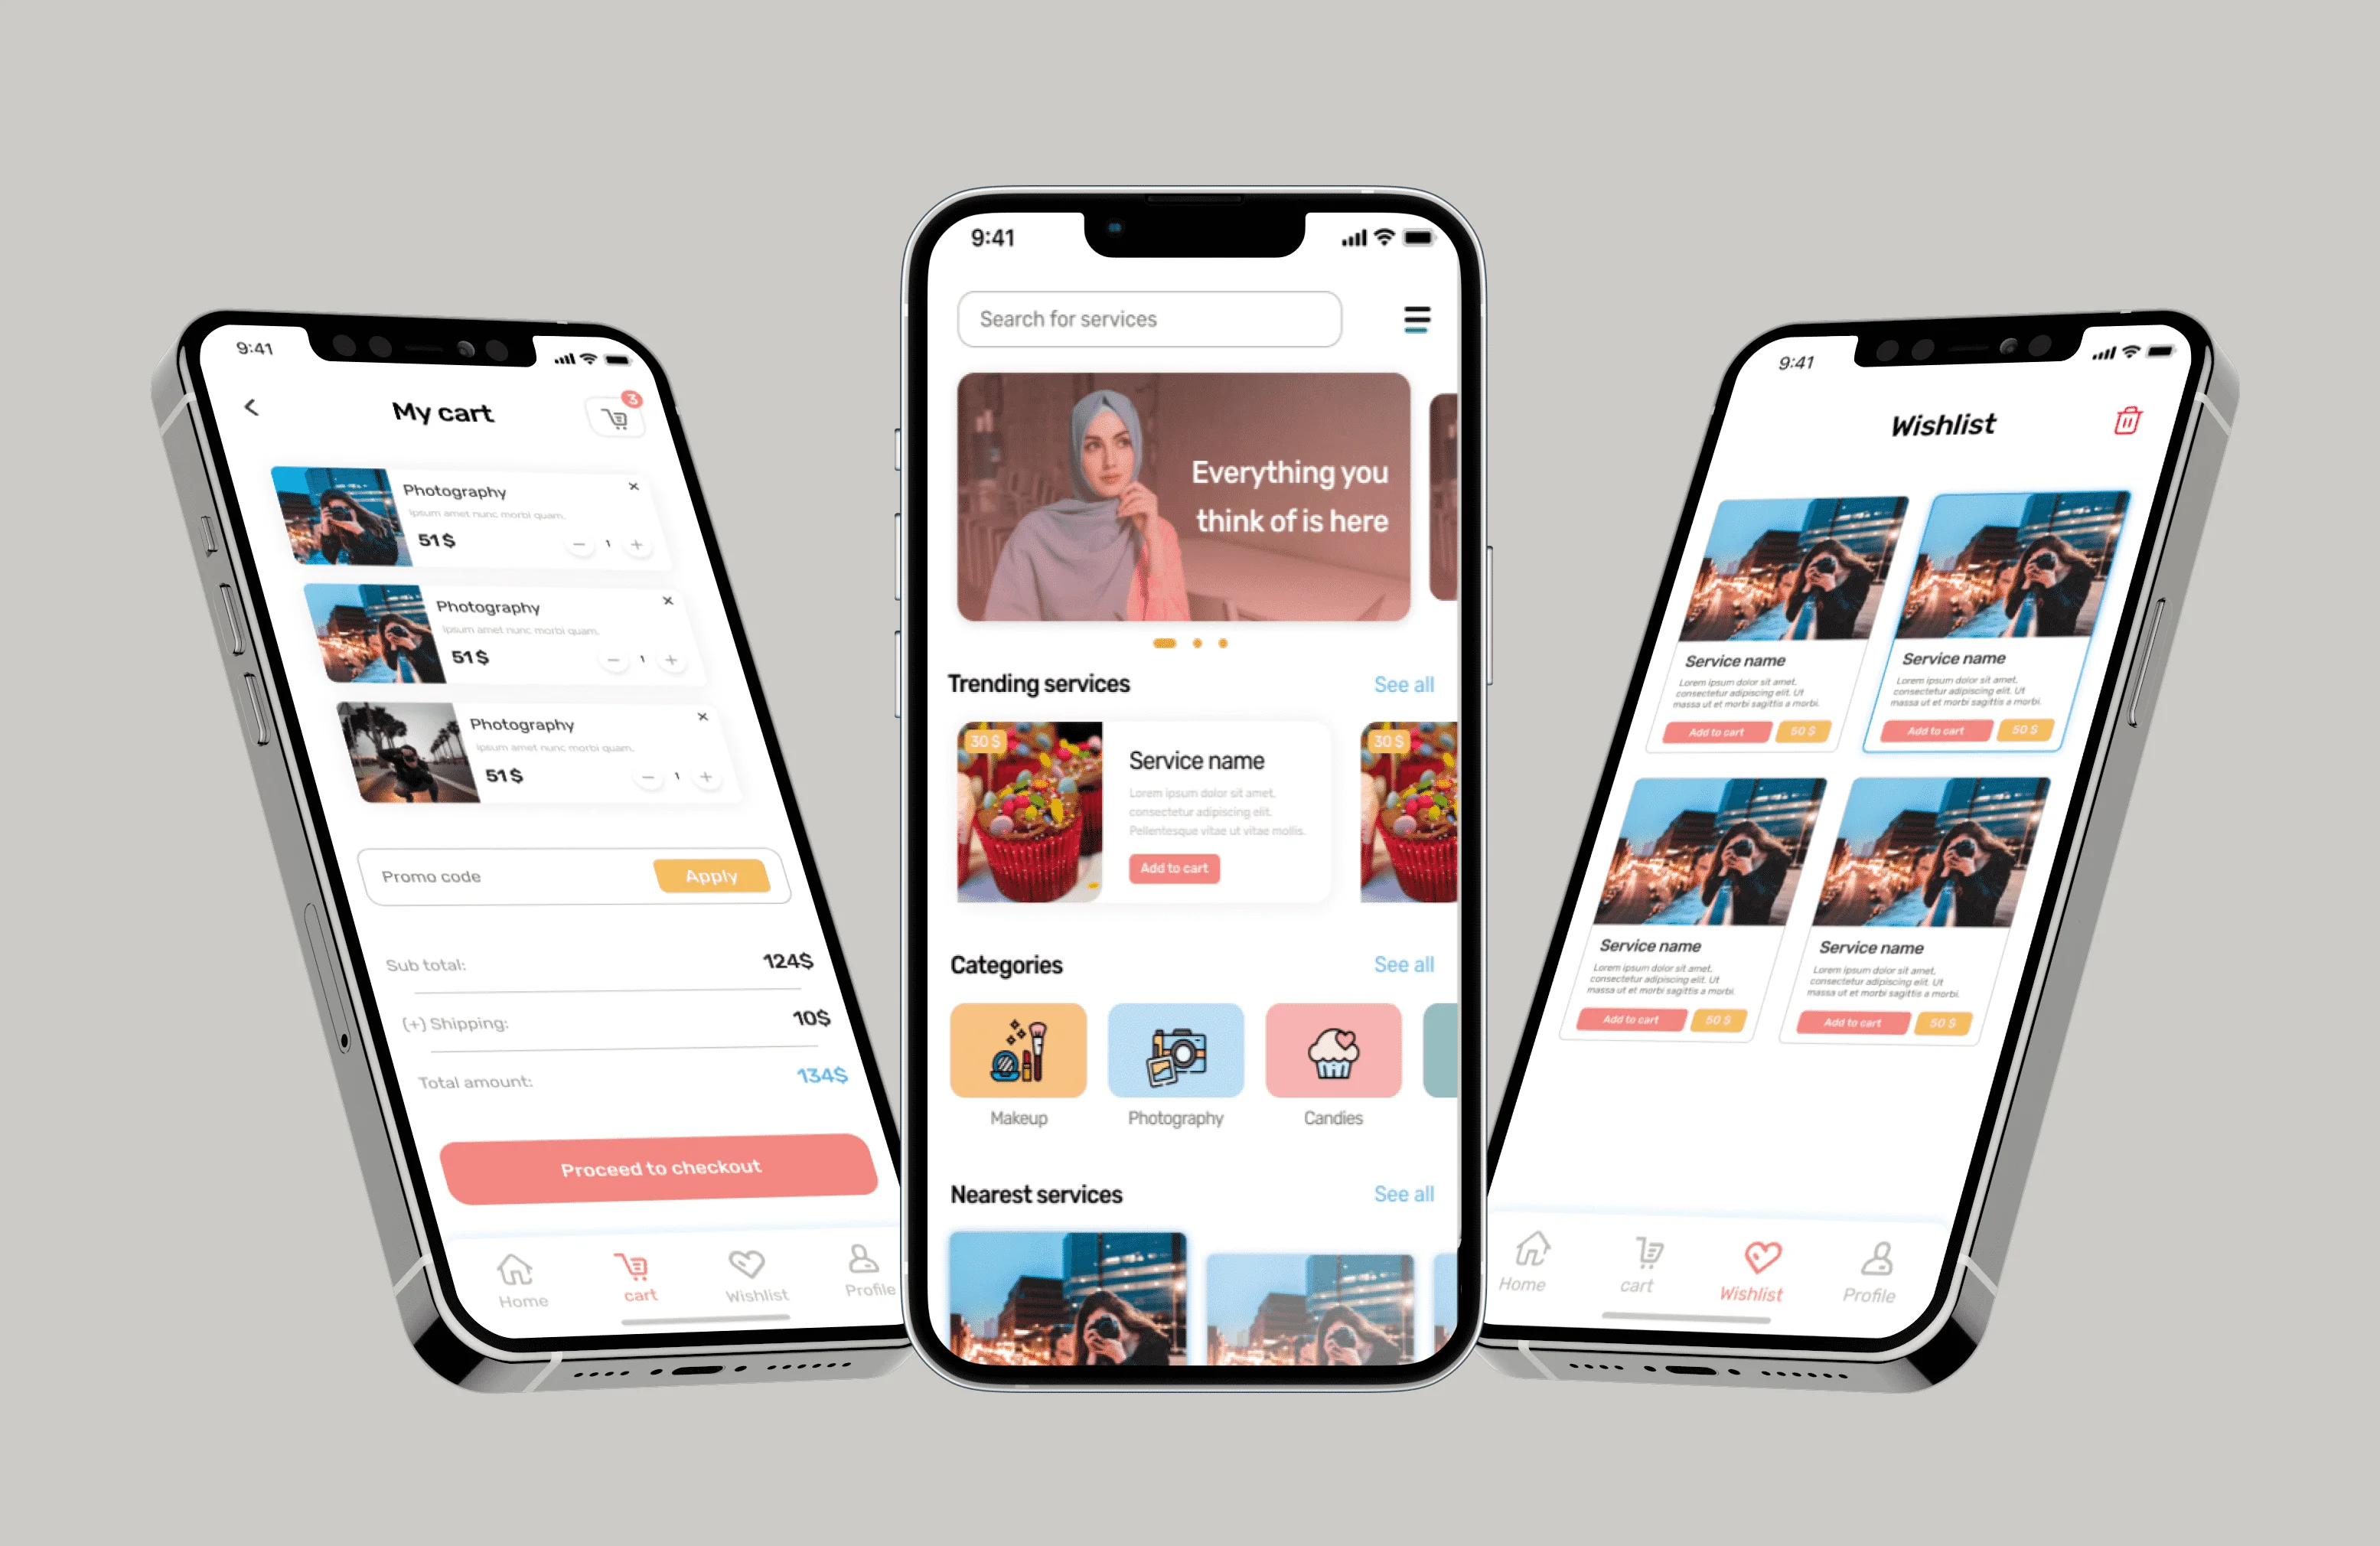 9:41
My cart
3
Photography
Ipsum amet nunc morbi quam.
51$
1
Photography
Ipsum amet nunc morbi quam.
51$
1
Photography
Ipsum amet nunc morbi quam.
51$
1
Promo code
Apply
Sub total:
124$
(+) Shipping:
10$
Total amount:
134$
Proceed to checkout
Home
cart
Wishlist
Profile
9:41
Search for services
Everything you
think of is here
Trending services
See all
30 $
Service name
Lorem ipsum dolor sit amet,
consectetur adipiscing elit.
Pellentesque vitae ut vitae mollis.
Add to cart
30 $
Categories
See all
Makeup
Photography
Candies
Nearest services
See all
9:41
Wishlist
Service name
Lorem ipsum dolor sit amet,
consectetur adipiscing elit. Ut
massa ut et morbi sagittis a morbi.
Add to cart
50 $
Service name
Lorem ipsum dolor sit amet,
consectetur adipiscing elit. Ut
massa ut et morbi sagittis a morbi.
Add to cart
50 $
Service name
Lorem ipsum dolor sit amet,
consectetur adipiscing elit. Ut
massa ut et morbi sagittis a morbi.
Add to cart
50 $
Service name
Lorem ipsum dolor sit amet,
consectetur adipiscing elit. Ut
massa ut et morbi sagittis a morbi.
Add to cart
50 $
Home
cart
Wishlist
Profile